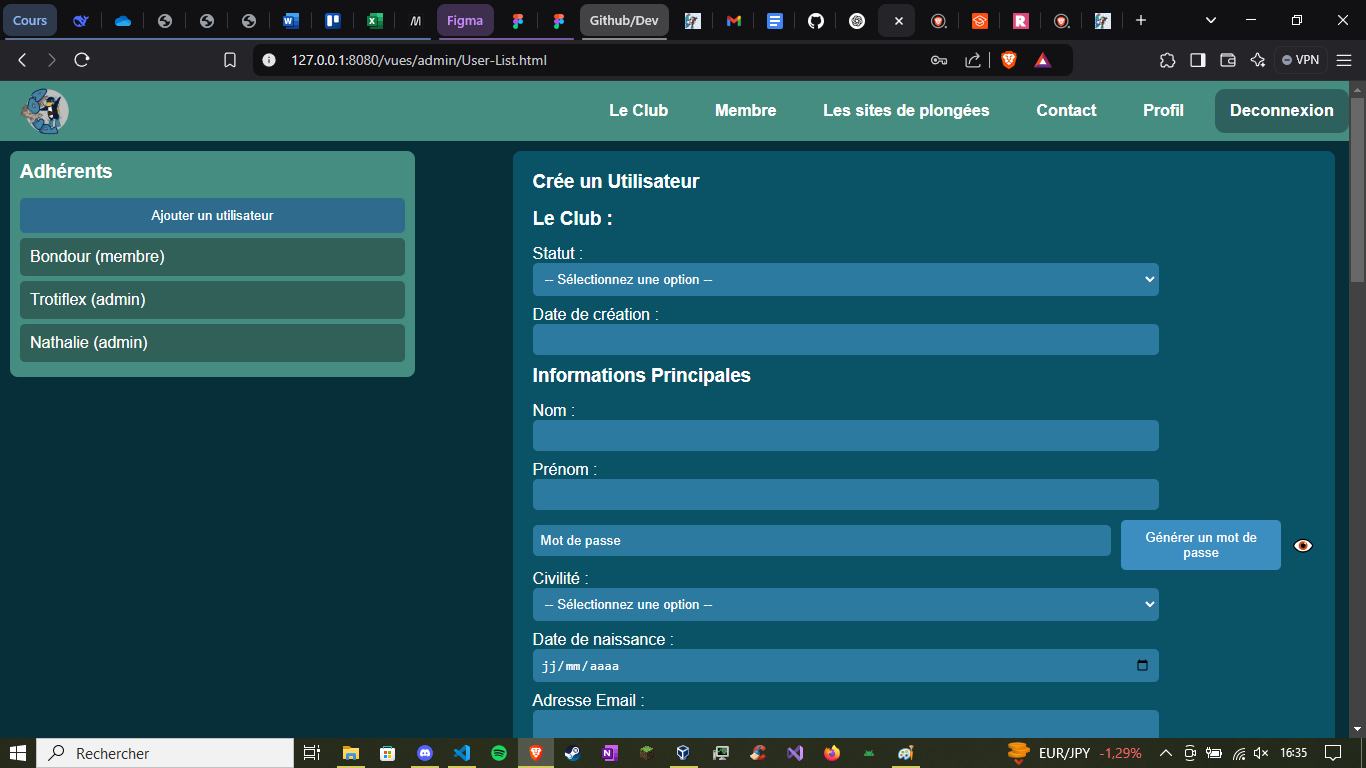 Cours
Figma
Github/Dev
127.0.0.1:8080/vues/admin/User-List.html
VPN
Le Club
Membre
Les sites de plongées
Contact
Profil
Deconnexion
Adhérents
Ajouter un utilisateur
Bondour (membre)
Trotiflex (admin)
Nathalie (admin)
Crée un Utilisateur
Le Club :
Statut :
-- Sélectionnez une option --
Date de création :
Informations Principales
Nom :
Prénom :
Mot de passe
Générer un mot de
passe
Civilité :
-- Sélectionnez une option --
Date de naissance :
jj/mm/aaaa
Adresse Email :
Rechercher
EUR/JPY -1,29%
16:35